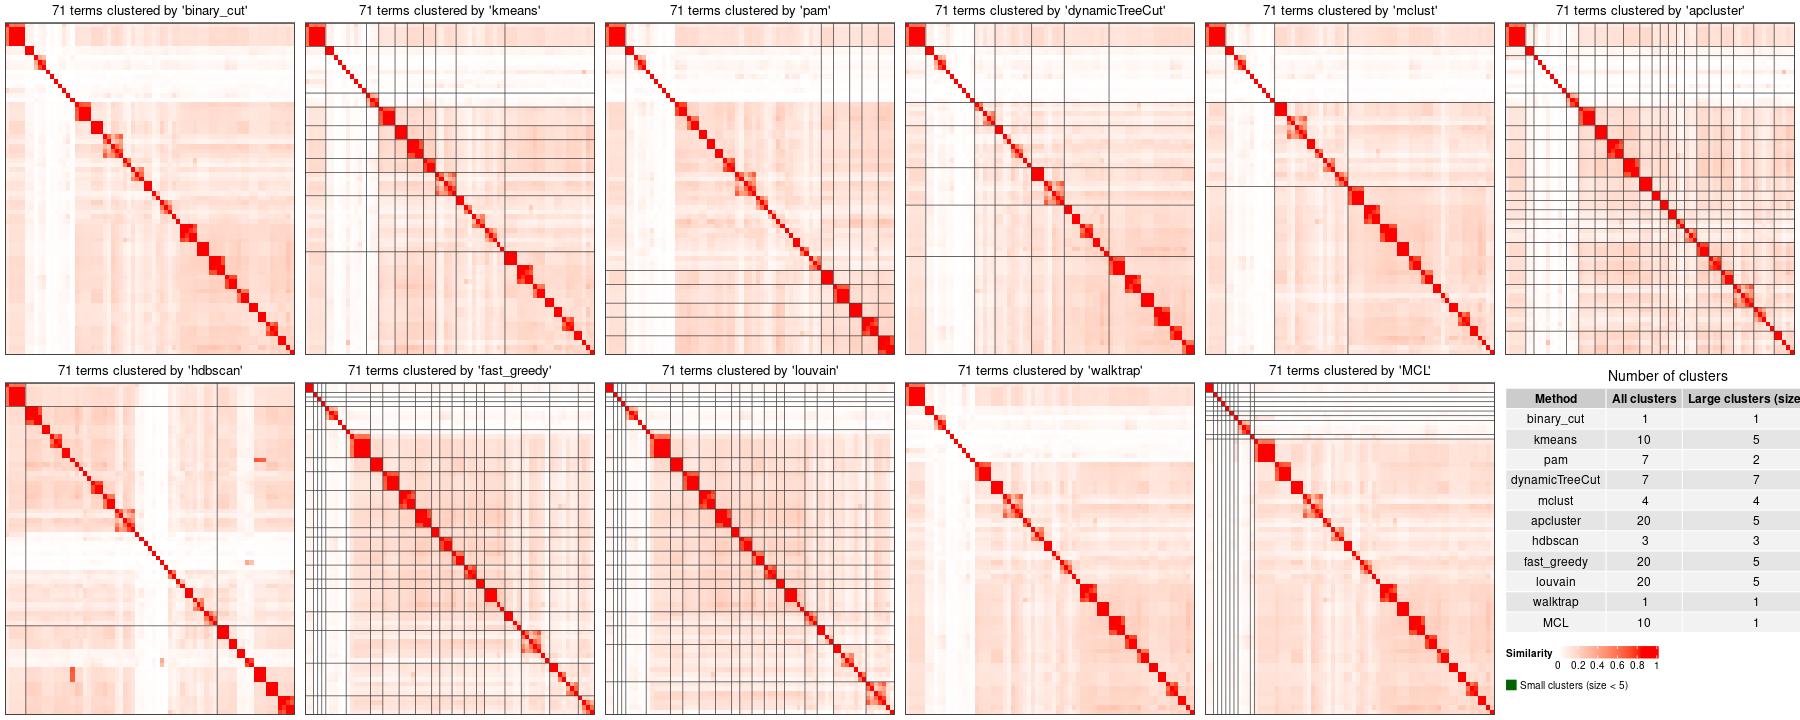 71 terms clustered by 'binary_cut'
71 terms clustered by 'kmeans'
71 terms clustered by 'pam'
71 terms clustered by 'dynamicTreeCut'
71 terms clustered by 'mclust'
71 terms clustered by 'apcluster'
71 terms clustered by 'hdbscan'
71 terms clustered by 'fast_greedy'
71 terms clustered by 'louvain'
71 terms clustered by 'walktrap'
71 terms clustered by 'MCL'
Number of clusters
Method All clusters Large clusters (size
binary_cut 1 1
kmeans 10 5
pam 7 2
dynamicTreeCut 7 7
mclust 4 4
apcluster 20 5
hdbscan 3 3
fast_greedy 20 5
louvain 20 5
walktrap 1 1
MCL 10 1
Similarity
0 0.2 0.4 0.6 0.8 1
Small clusters (size < 5)